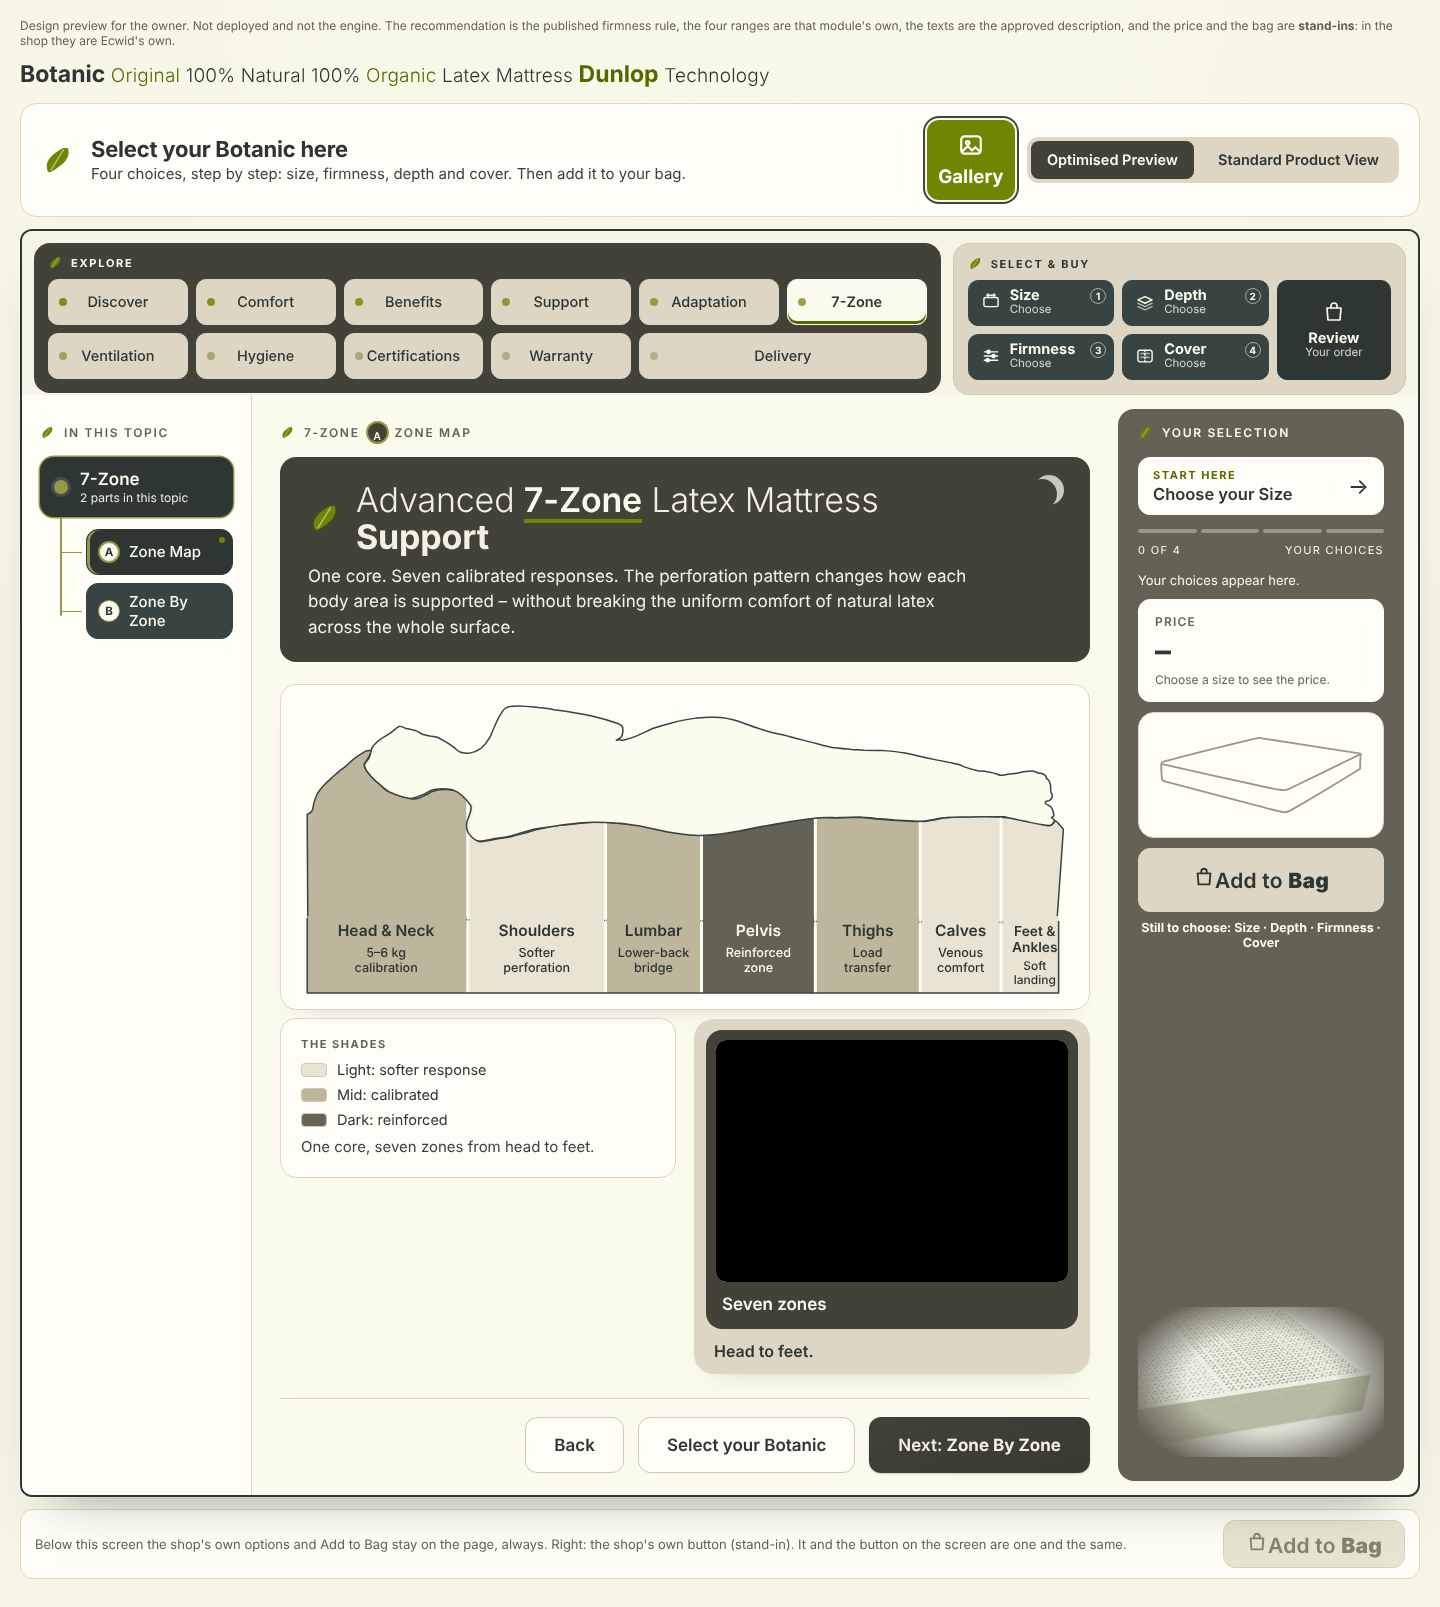 Design preview for the owner. Not deployed and not the engine. The recommendation is the published firmness rule, the four ranges are that module's own, the texts are the approved description, and the price and the bag are stand-ins: in the
shop they are Ecwid's own.
Botanic Original 100% Natural 100% Organic Latex Mattress Dunlop Technology
Select your Botanic here
Four choices, step by step: size, firmness, depth and cover. Then add it to your bag.
Gallery
Optimised Preview
Standard Product View
EXPLORE
Discover
Comfort
Benefits
Support
Adaptation
7-Zone
Ventilation
Hygiene
Certifications
Warranty
Delivery
SELECT & BUY
Size
Choose
1
Depth
Choose
2
Firmness
Choose
3
Cover
Choose
4
Review
Your order
IN THIS TOPIC
7-Zone
2 parts in this topic
A
Zone Map
B
Zone By
Zone
7-ZONE A ZONE MAP
Advanced 7-Zone Latex Mattress
Support
One core. Seven calibrated responses. The perforation pattern changes how each
body area is supported – without breaking the uniform comfort of natural latex
across the whole surface.
Head & Neck
5–6 kg
calibration
Shoulders
Softer
perforation
Lumbar
Lower-back
bridge
Pelvis
Reinforced
zone
Thighs
Load
transfer
Calves
Venous
comfort
Feet &
Ankles
Soft
landing
THE SHADES
Light: softer response
Mid: calibrated
Dark: reinforced
One core, seven zones from head to feet.
Seven zones
Head to feet.
Back
Select your Botanic
Next: Zone By Zone
YOUR SELECTION
START HERE
Choose your Size
0 OF 4
YOUR CHOICES
Your choices appear here.
PRICE
–
Choose a size to see the price.
Add to Bag
Still to choose: Size · Depth · Firmness ·
Cover
Below this screen the shop's own options and Add to Bag stay on the page, always. Right: the shop's own button (stand-in). It and the button on the screen are one and the same.
Add to Bag